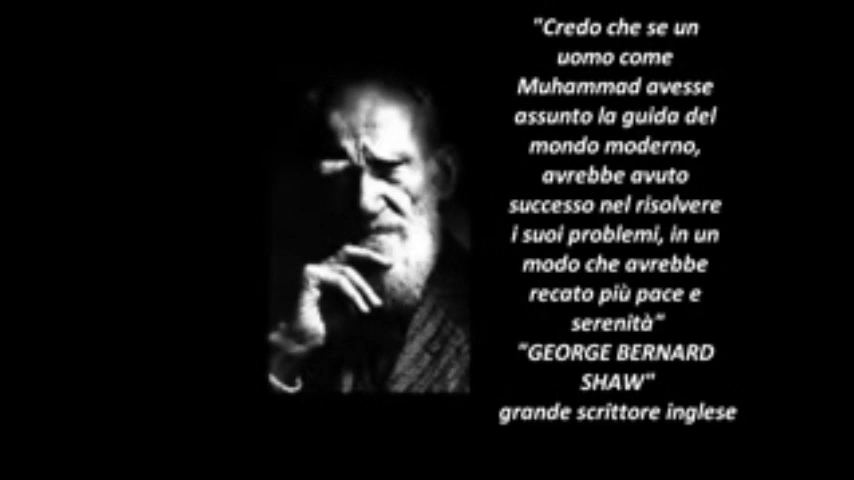 "Credo che se un
uomo come
Muhammad avesse
assunto la guida del
mondo moderno,
avrebbe avuto
successo nel risolvere
i suoi problemi, in un
modo che avrebbe
recato più pace e
serenità"
"GEORGE BERNARD
SHAW"
grande scrittore inglese